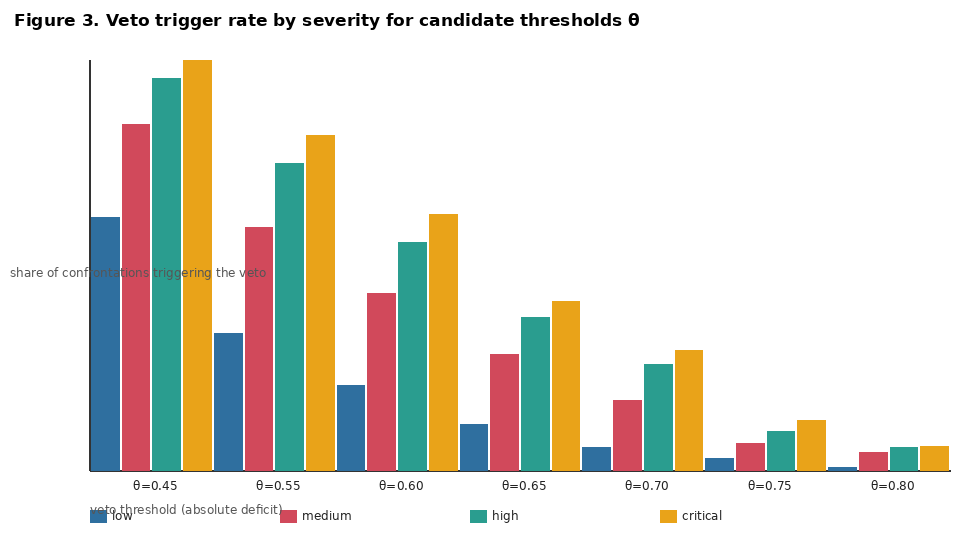 Figure 3. Veto trigger rate by severity for candidate thresholds θ
share of confrontations triggering the veto
θ=0.45 θ=0.55 θ=0.60 θ=0.65 θ=0.70 θ=0.75 θ=0.80
veto threshold (absolute deficit)
low medium high critical